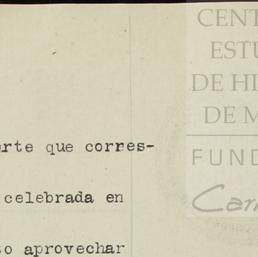 CENT
ESTU
DE HI
DE M
FUND
Car
rte que corres-
celebrada en
o aprovechar